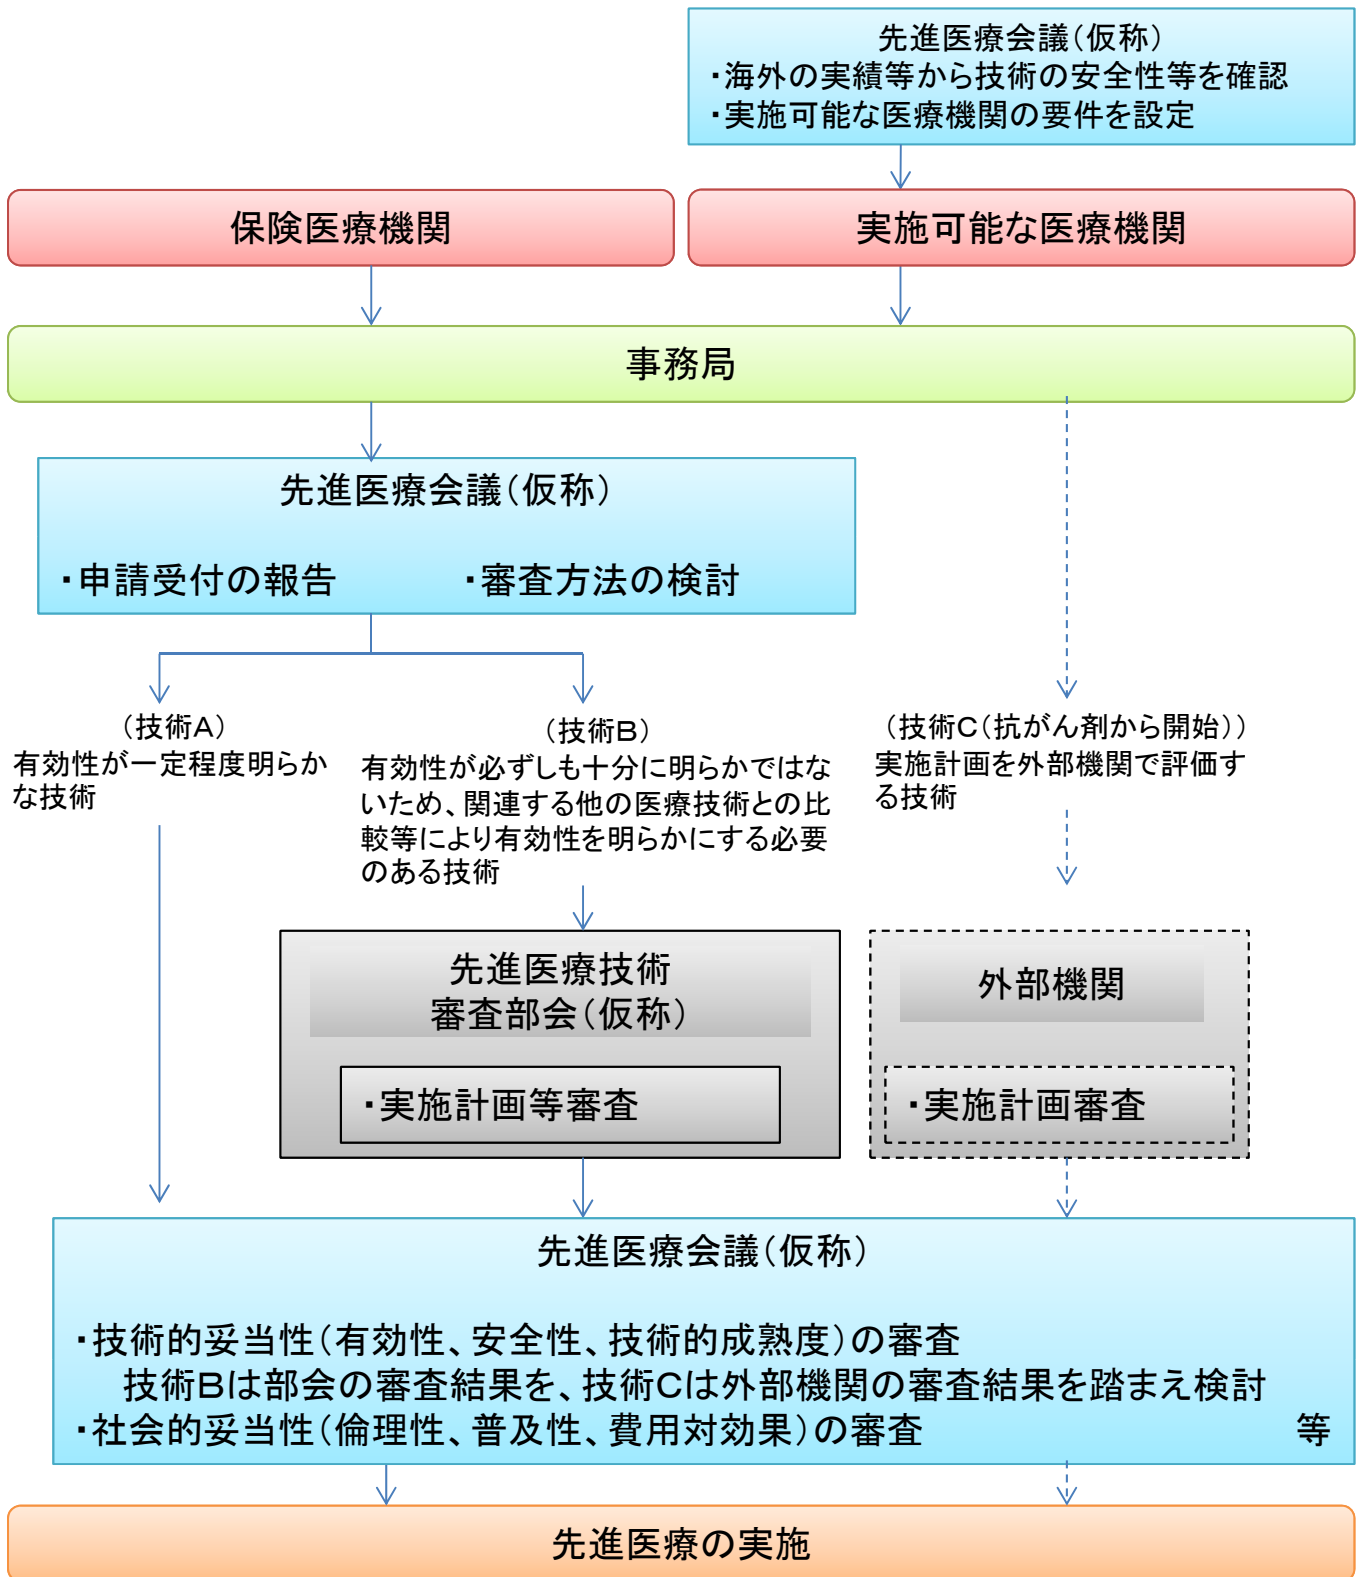 先進医療会議(仮称)
・海外の実績等から技術の安全性等を確認
・実施可能な医療機関の要件を設定
保険医療機関
実施可能な医療機関
事務局
先進医療会議(仮称)
・申請受付の報告 ・審査方法の検討
(技術A)
有効性が一定程度明らか
な技術
(技術B)
有効性が必ずしも十分に明らかではな
いため、関連する他の医療技術との比
較等により有効性を明らかにする必要
のある技術
(技術C(抗がん剤から開始))
実施計画を外部機関で評価す
る技術
先進医療技術
審査部会(仮称)
・実施計画等審査
外部機関
・実施計画審査
先進医療会議(仮称)
・技術的妥当性(有効性、安全性、技術的成熟度)の審査
技術Bは部会の審査結果を、技術Cは外部機関の審査結果を踏まえ検討
・社会的妥当性(倫理性、普及性、費用対効果)の審査 等
先進医療の実施